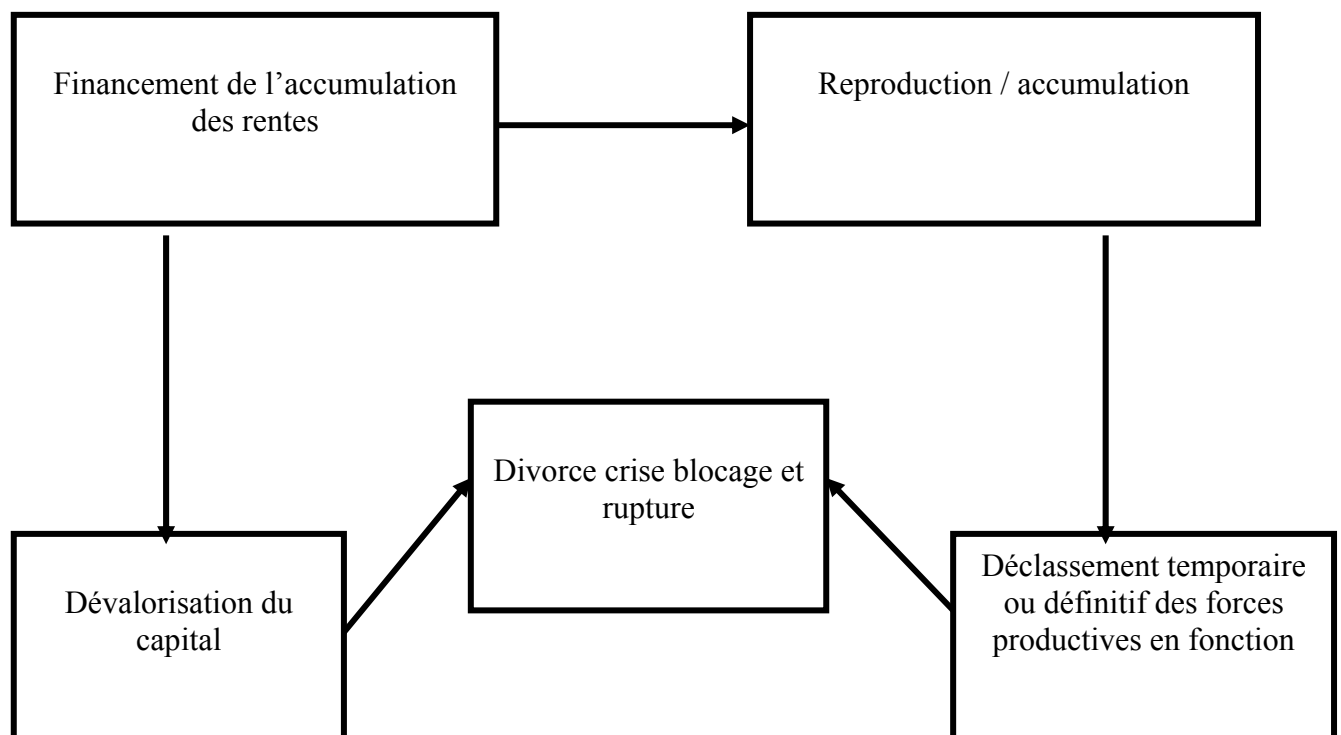 Financement de l’accumulation
des rentes
Reproduction / accumulation
Divorce crise blocage et
rupture
Dévalorisation du
capital
Déclassement temporaire
ou définitif des forces
productives en fonction